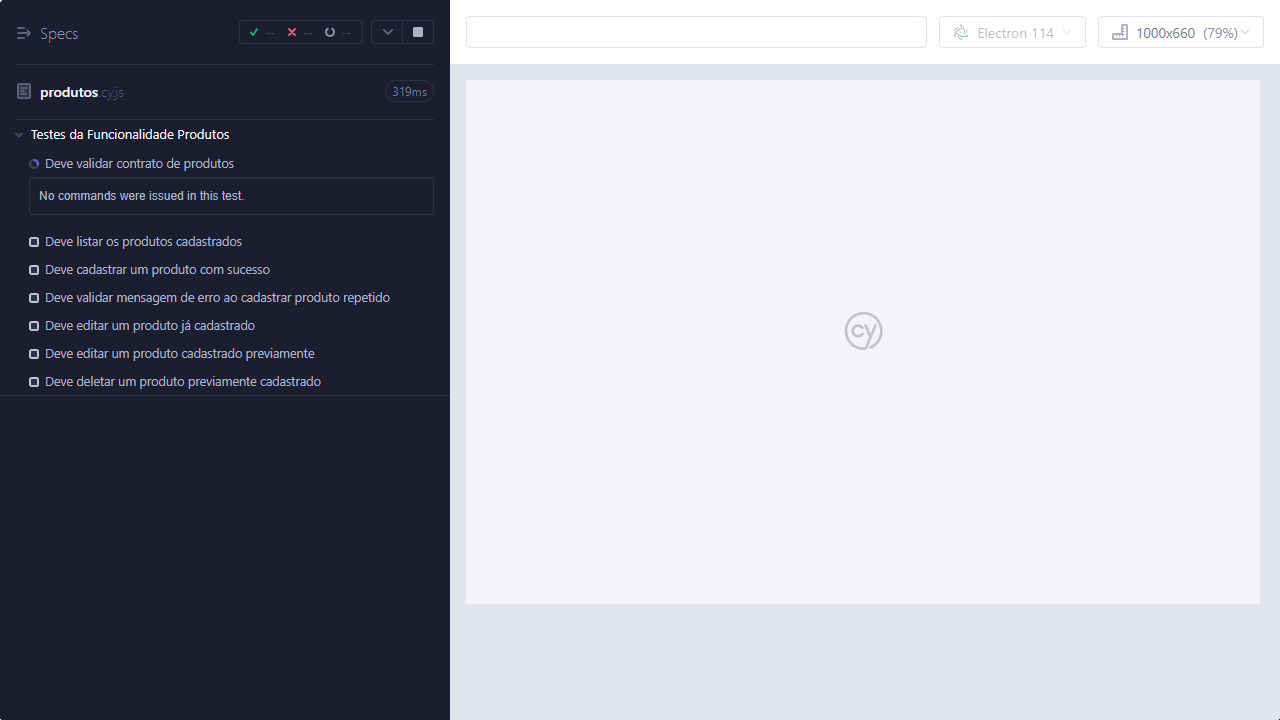 Specs
-- -- --
Electron 114
1000x660 (79%)
produtos.cy.js
319ms
Testes da Funcionalidade Produtos
Deve validar contrato de produtos
No commands were issued in this test.
Deve listar os produtos cadastrados
Deve cadastrar um produto com sucesso
Deve validar mensagem de erro ao cadastrar produto repetido
Deve editar um produto já cadastrado
Deve editar um produto cadastrado previamente
Deve deletar um produto previamente cadastrado
cy